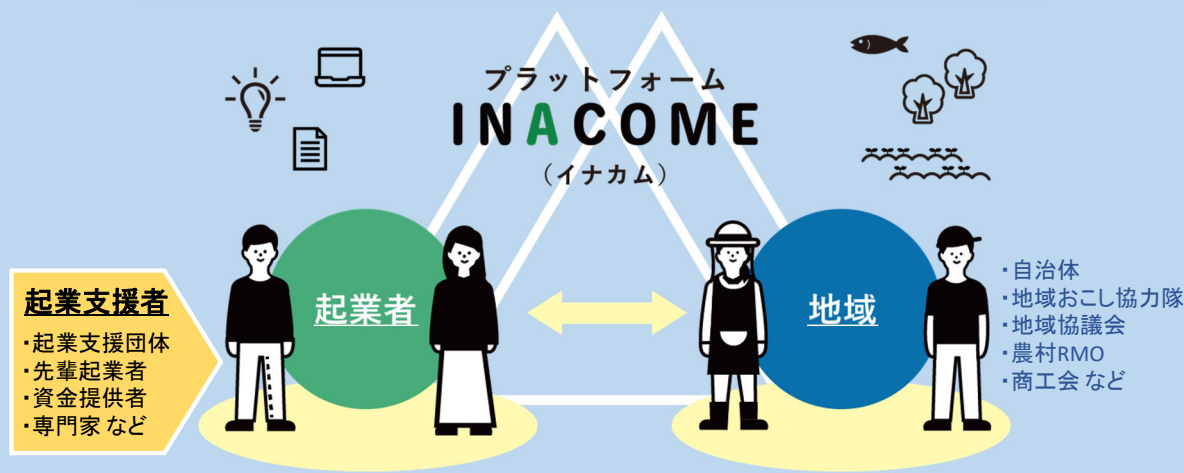 プラットフォーム
INACOME
(イナカム)
起業支援者
・起業支援団体
・先輩起業者
・資金提供者
・専門家 など
起業者
地域
・自治体
・地域おこし協力隊
・地域協議会
・農村RMO
・商工会 など